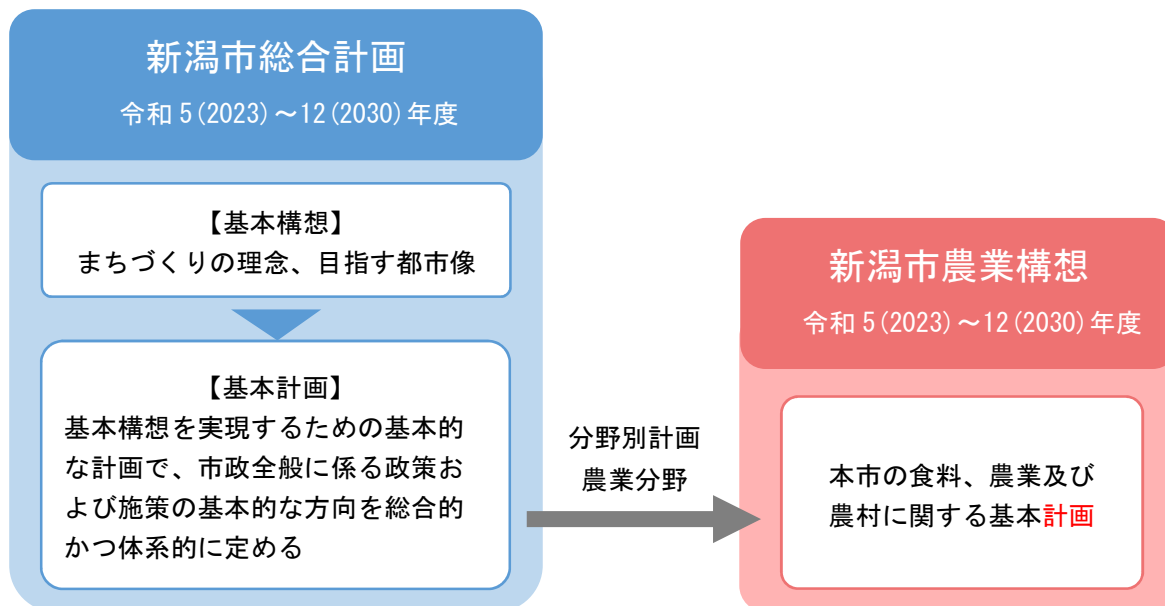 新潟市総合計画
令和5(2023)～12(2030)年度
【基本構想】
まちづくりの理念、目指す都市像
【基本計画】
基本構想を実現するための基本的
な計画で、市政全般に係る政策お
よび施策の基本的な方向を総合的
かつ体系的に定める
分野別計画
農業分野
新潟市農業構想
令和5(2023)～12(2030)年度
本市の食料、農業及び
農村に関する基本計画